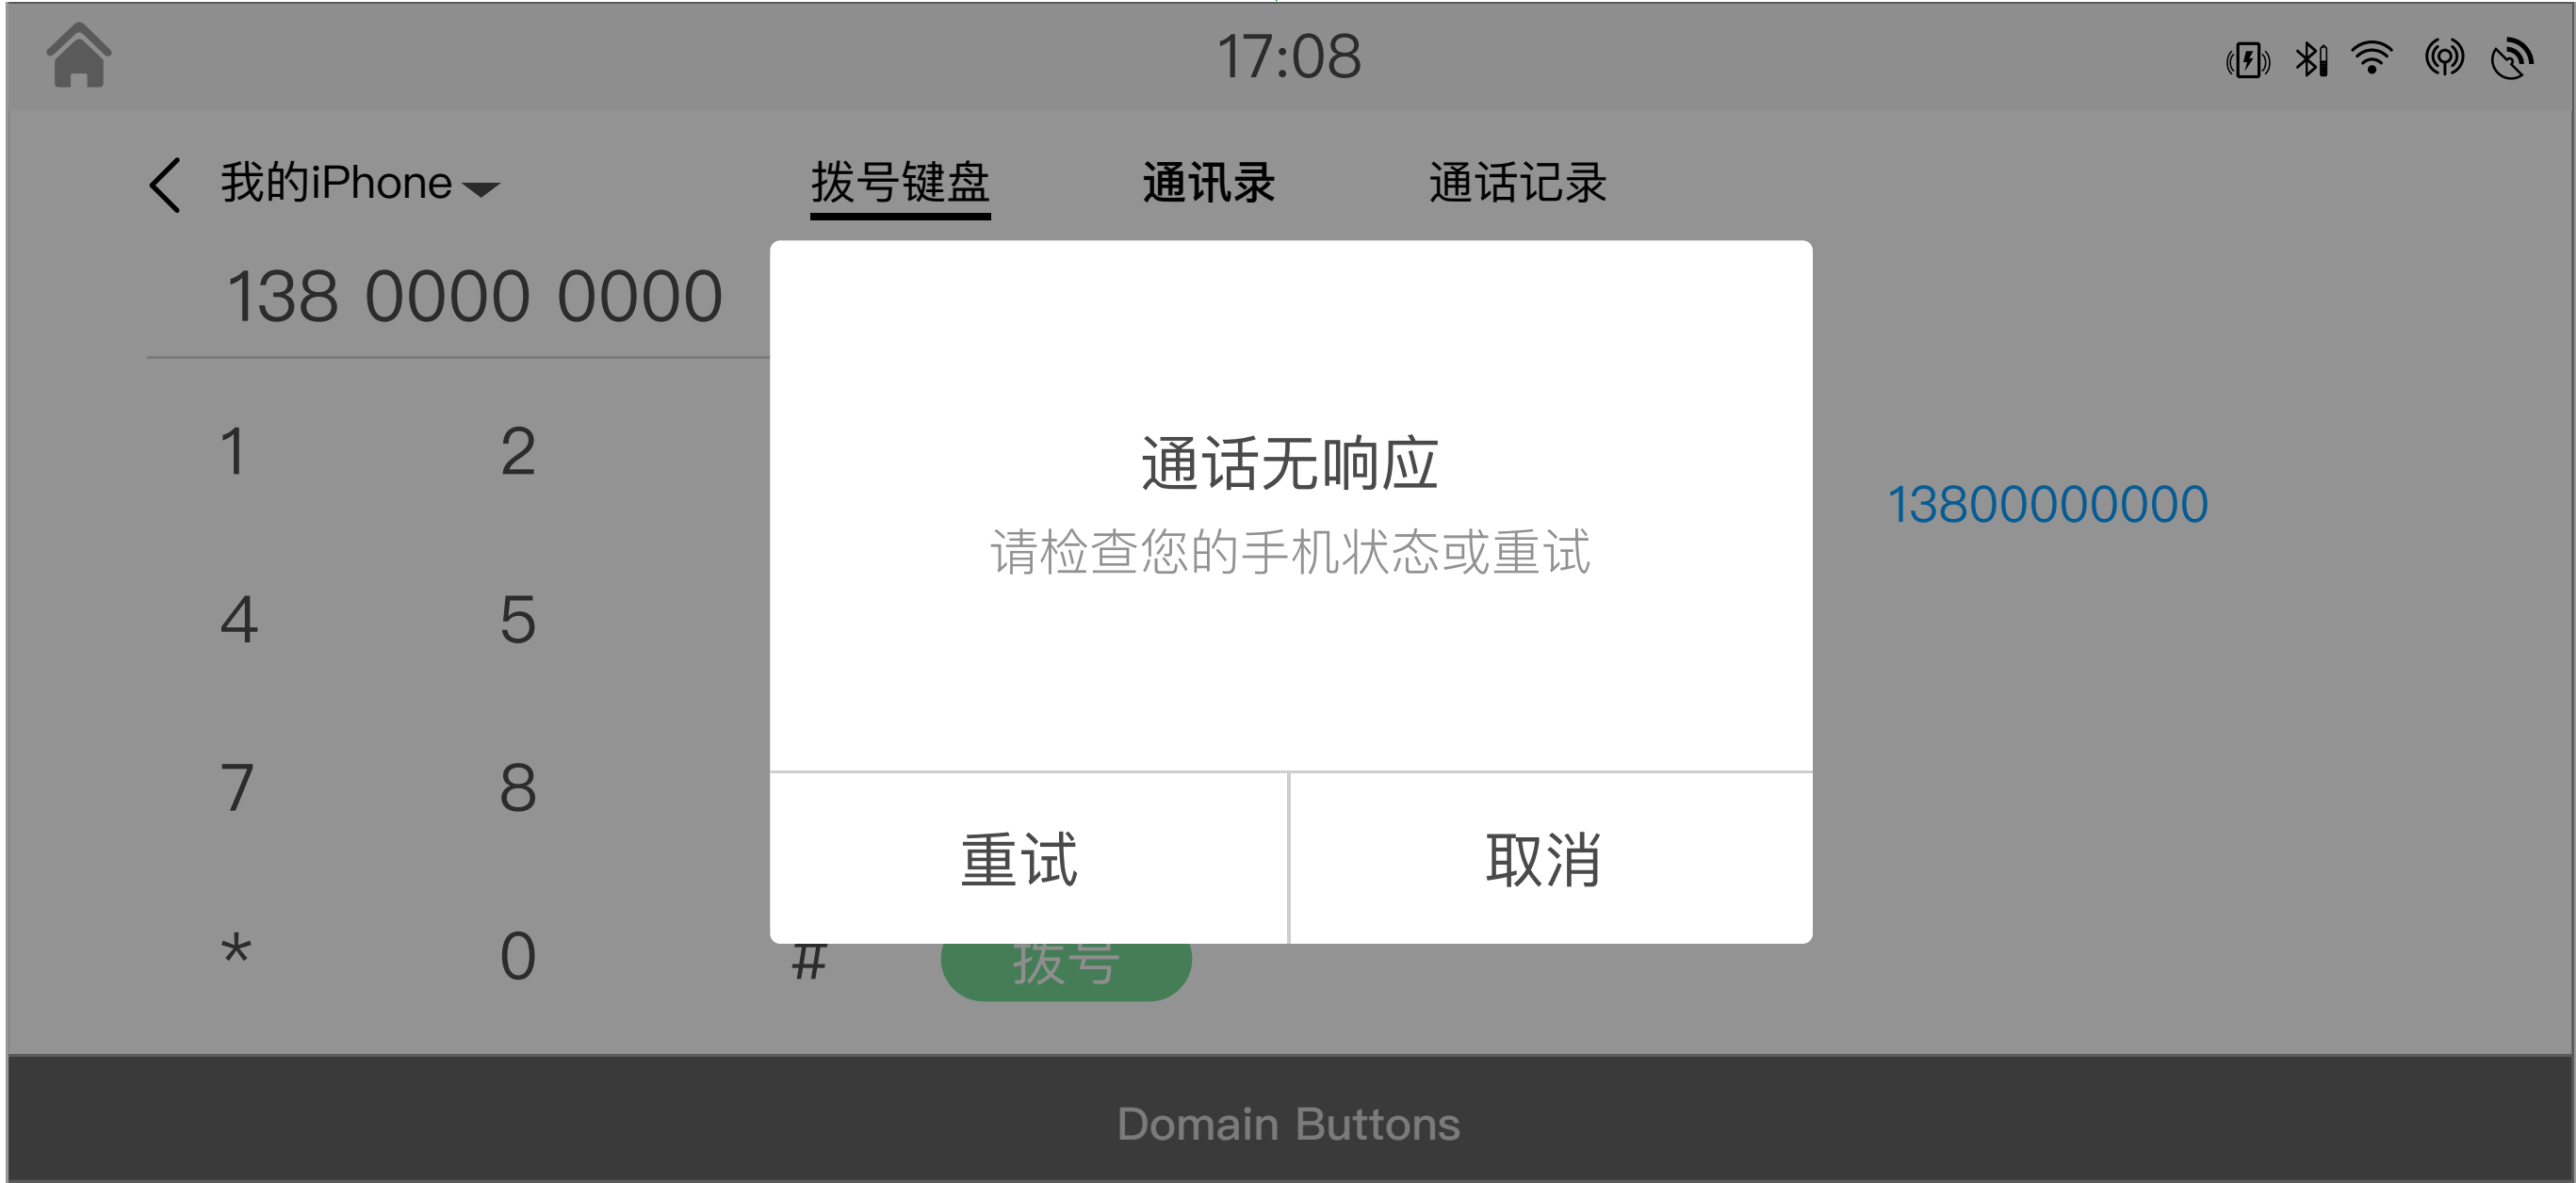 17:08
我的iPhone
拨号键盘
通讯录
通话记录
138 0000 0000
1
2
通话无响应
请检查您的手机状态或重试
13800000000
4
5
7
8
重试
取消
*
0
#
拨号
Domain Buttons